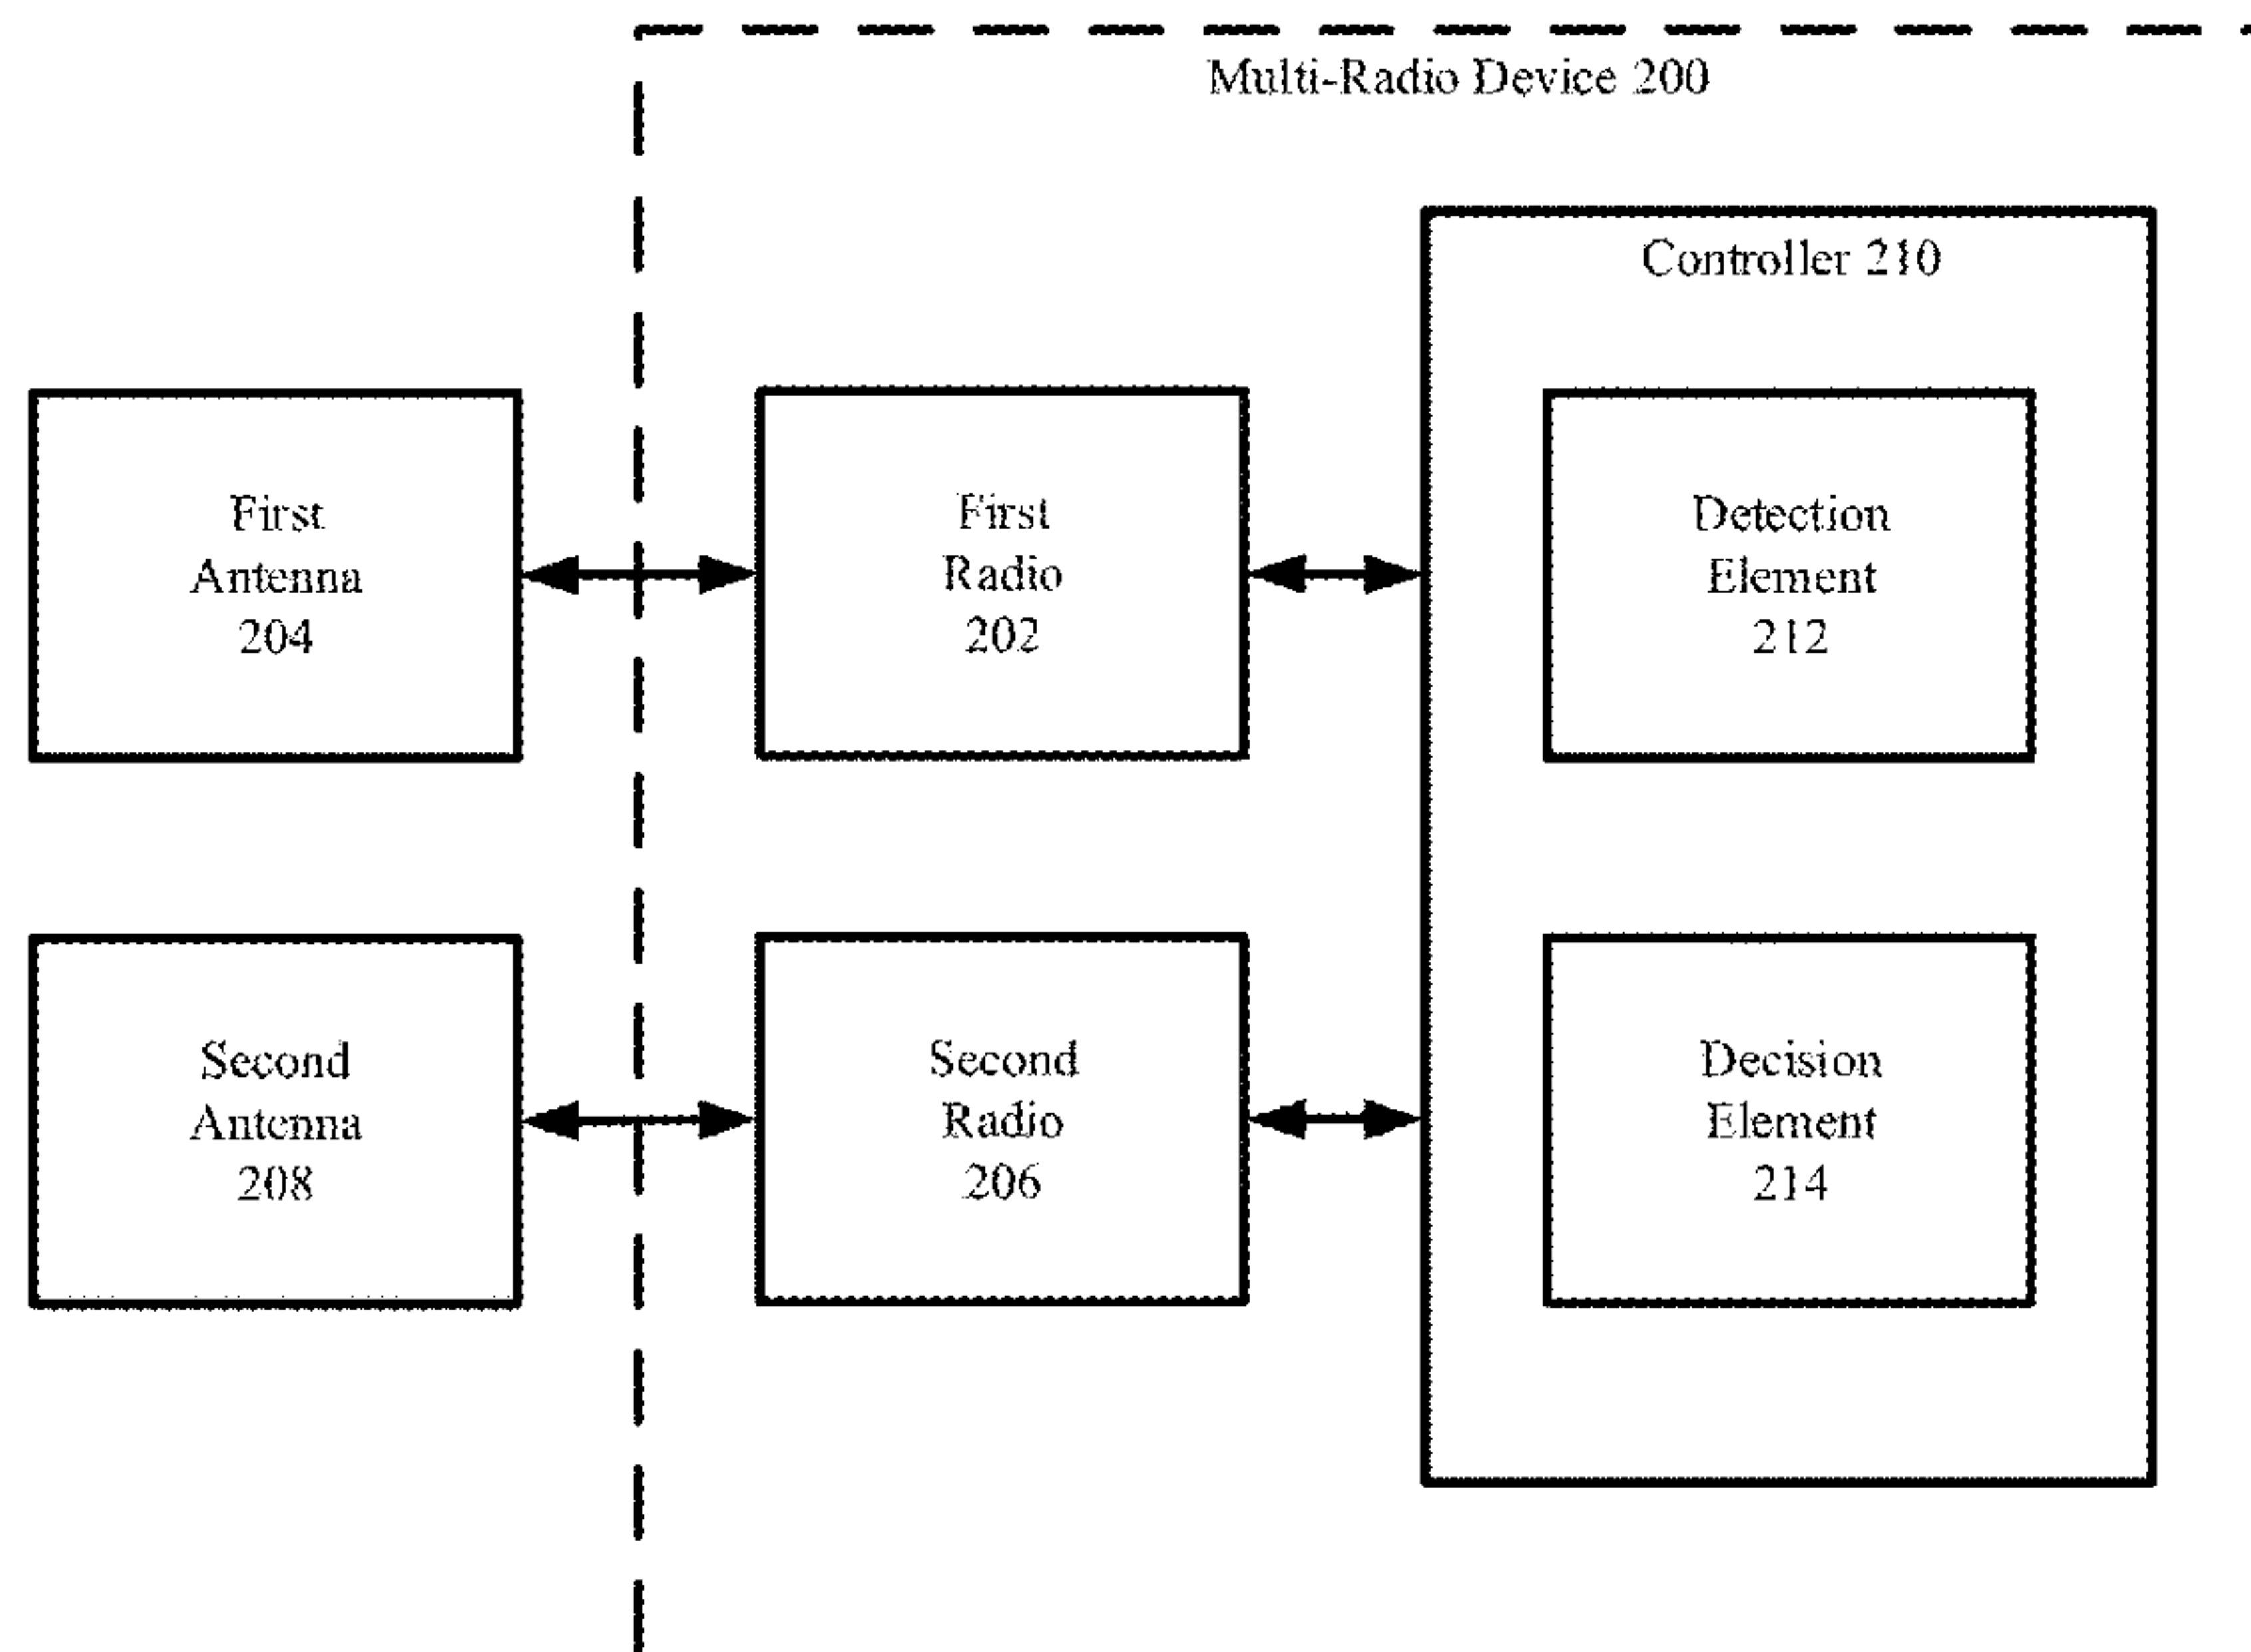 Multi-Radio Device 200
Controller 210
First
Antenna
204
First
Radio
202
Detection
Element
212
Second
Antenna
208
Second
Radio
206
Decision
Element
214